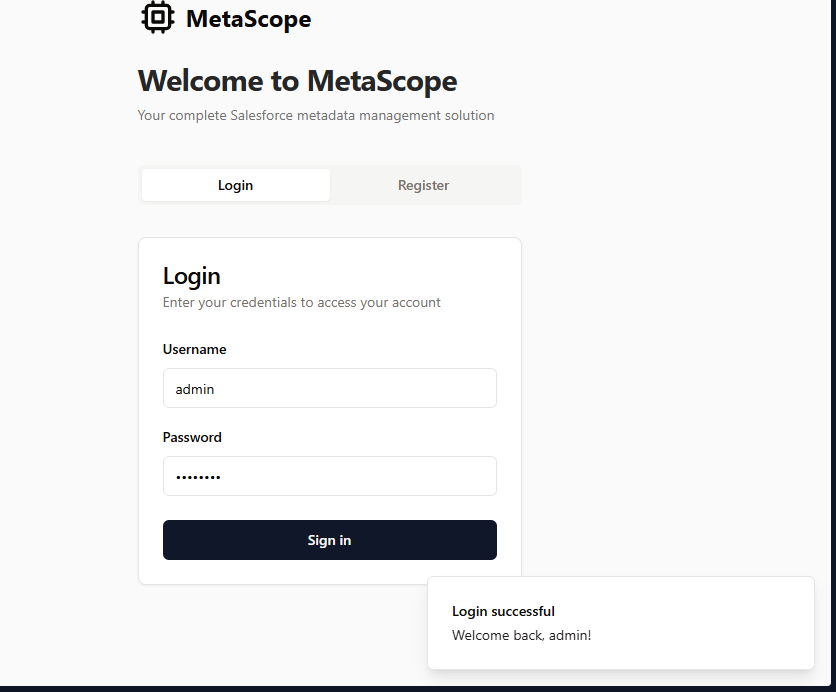 MetaScope
Welcome to MetaScope
Your complete Salesforce metadata management solution
Login
Register
Login
Enter your credentials to access your account
Username
admin
Password
••••••••
Sign in
Login successful
Welcome back, admin!